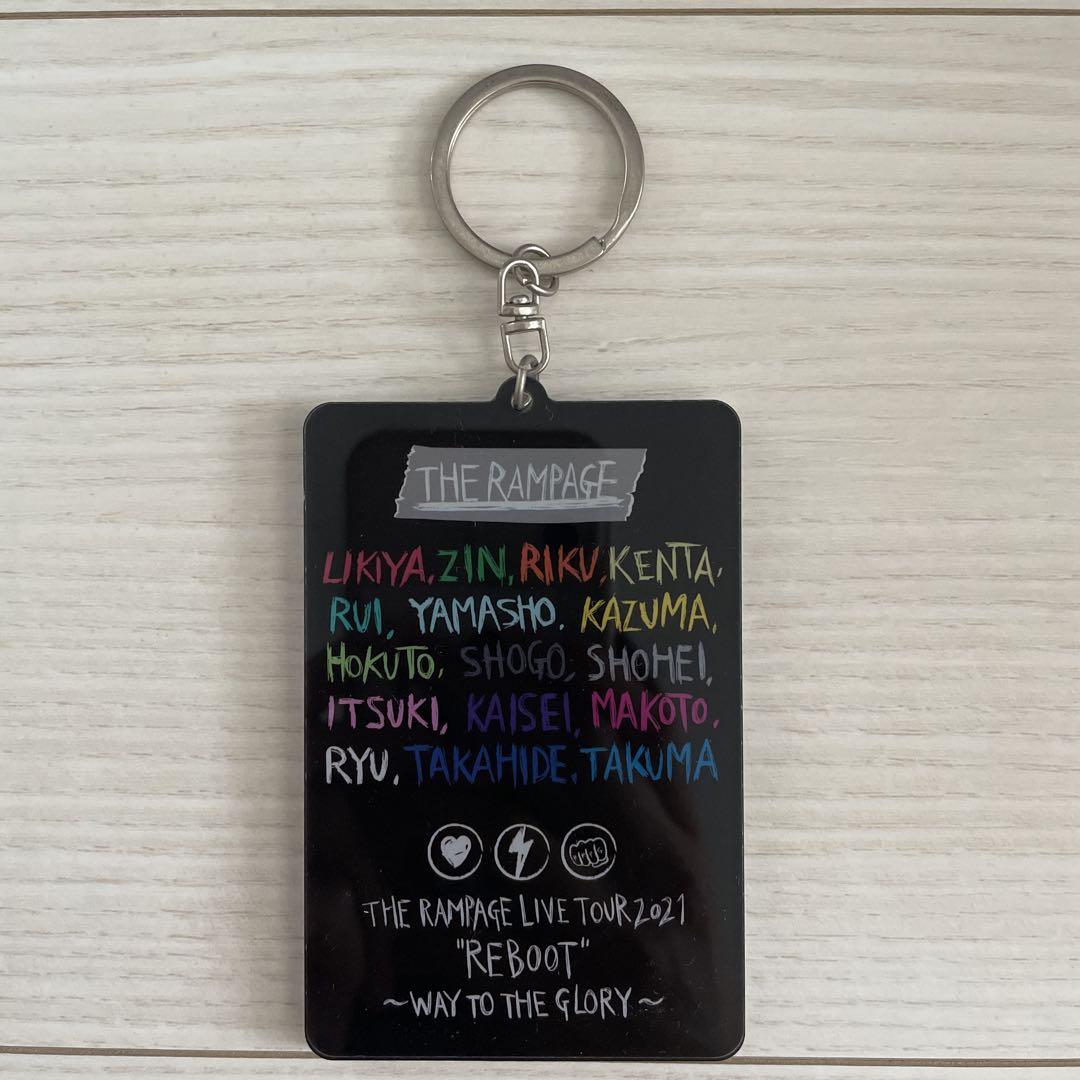 THE RAMPAGE
LIKIYA, ZIN, RIKU, KENTA,
RUI, YAMASHO, KAZUMA,
HOKUTO, SHOGO, SHOHEI,
ITSUKI, KAISEI, MAKOTO,
RYU, TAKAHIDE, TAKUMA
THE RAMPAGE LIVE TOUR 2021
"REBOOT"
~WAY TO THE GLORY~